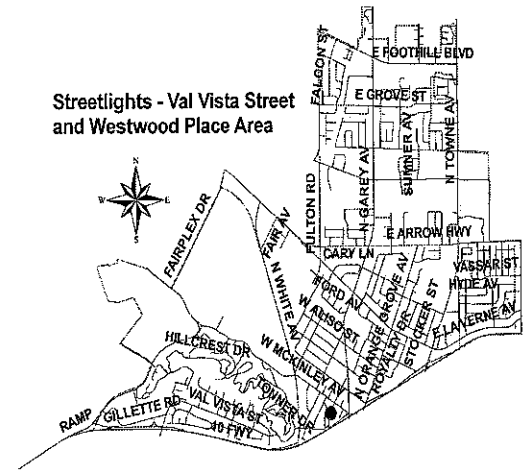 E FOOTHILL BLVD
FALCON ST
E GROVE ST
Streetlights - Val Vista Street
and Westwood Place Area
N
W E
S
SUMNER AV
N TOWNE AV
N GAREY AV
FULTON RD
FAIRPLEX DR
FAIR AV
E ARROW HWY
CARY LN
N WHITE AV
VASSAR ST
HYDE AV
FORD AV
W ALISO ST
N ORANGE GROVE AV
ROYALTY DR
STOCKER ST
E LAVERNE AV
HILLCREST DR
W MCKINLEY AV
TONNER DR
VAL VISTA ST
GILLETTE RD
RAMP
10 FWY